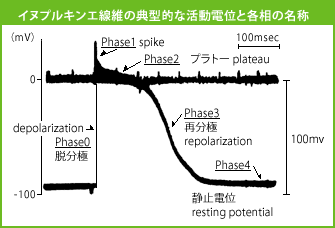 イヌプルキンエ線維の典型的な活動電位と各相の名称
(mV)
100msec
Phase1 spike
Phase2
プラトー plateau
0
Phase3
再分極
repolarization
depolarization
Phase0
脱分極
100mv
Phase4
-100
静止電位
resting potential